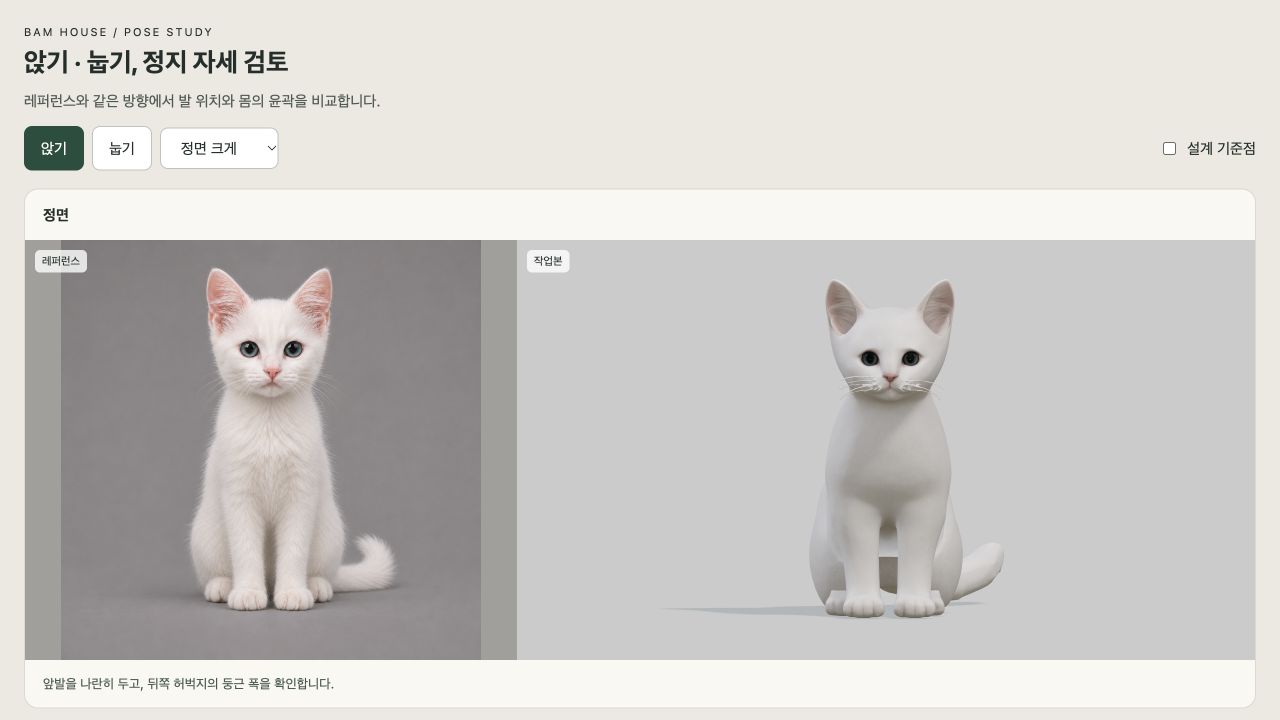 BAM HOUSE / POSE STUDY
앉기 · 눕기, 정지 자세 검토
레퍼런스와 같은 방향에서 발 위치와 몸의 윤곽을 비교합니다.
앉기
눕기
정면 크게
설계 기준점
정면
레퍼런스
작업본
앞발을 나란히 두고, 뒤쪽 허벅지의 둥근 폭을 확인합니다.